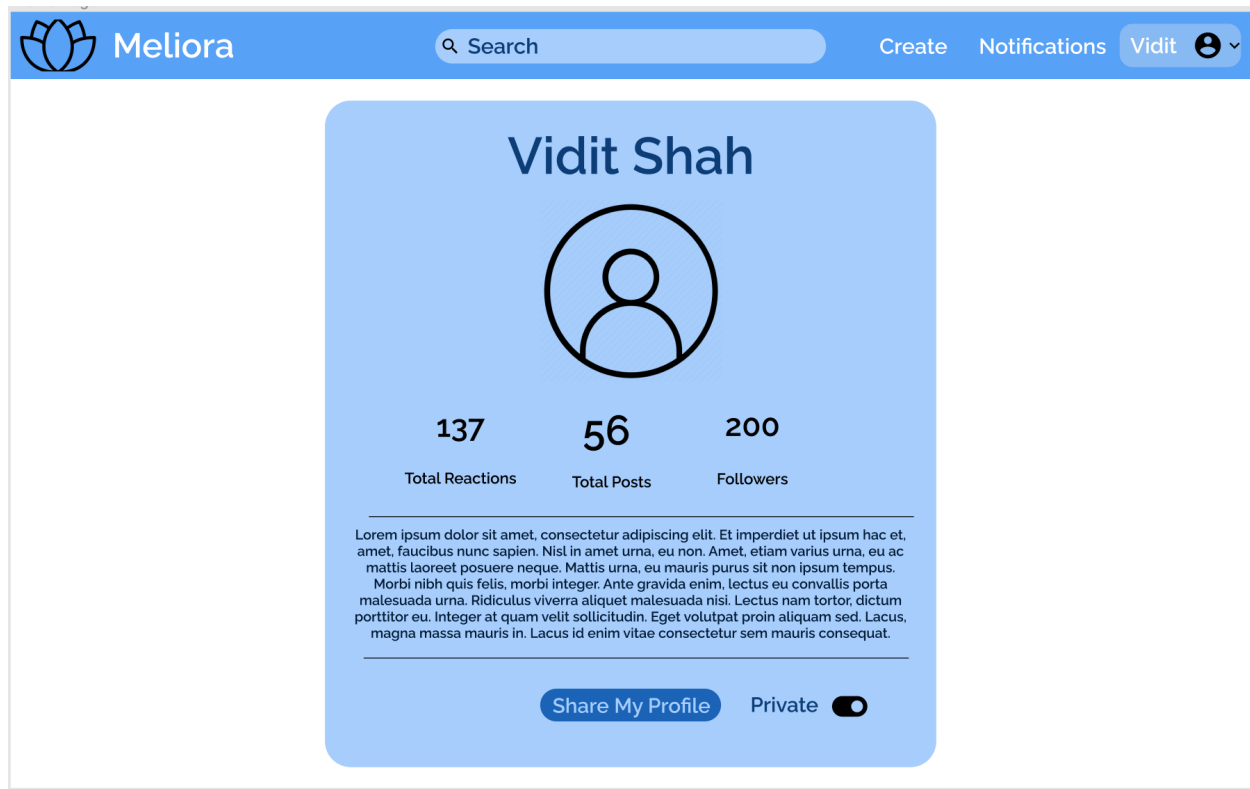 Meliora
Search
Create
Notifications
Vidit
Vidit Shah
137
56
200
Total Reactions
Total Posts
Followers
Lorem ipsum dolor sit amet, consectetur adipiscing elit. Et imperdiet ut ipsum hac et,
amet, faucibus nunc sapien. Nisl in amet urna, eu non. Amet, etiam varius urna, eu ac
mattis laoreet posuere neque. Mattis urna, eu mauris purus sit non ipsum tempus.
Morbi nibh quis felis, morbi integer. Ante gravida enim, lectus eu convallis porta
malesuada urna. Ridiculus viverra aliquet malesuada nisi. Lectus nam tortor, dictum
porttitor eu. Integer at quam velit sollicitudin. Eget volutpat proin aliquam sed. Lacus,
magna massa mauris in. Lacus id enim vitae consectetur sem mauris consequat.
Share My Profile
Private